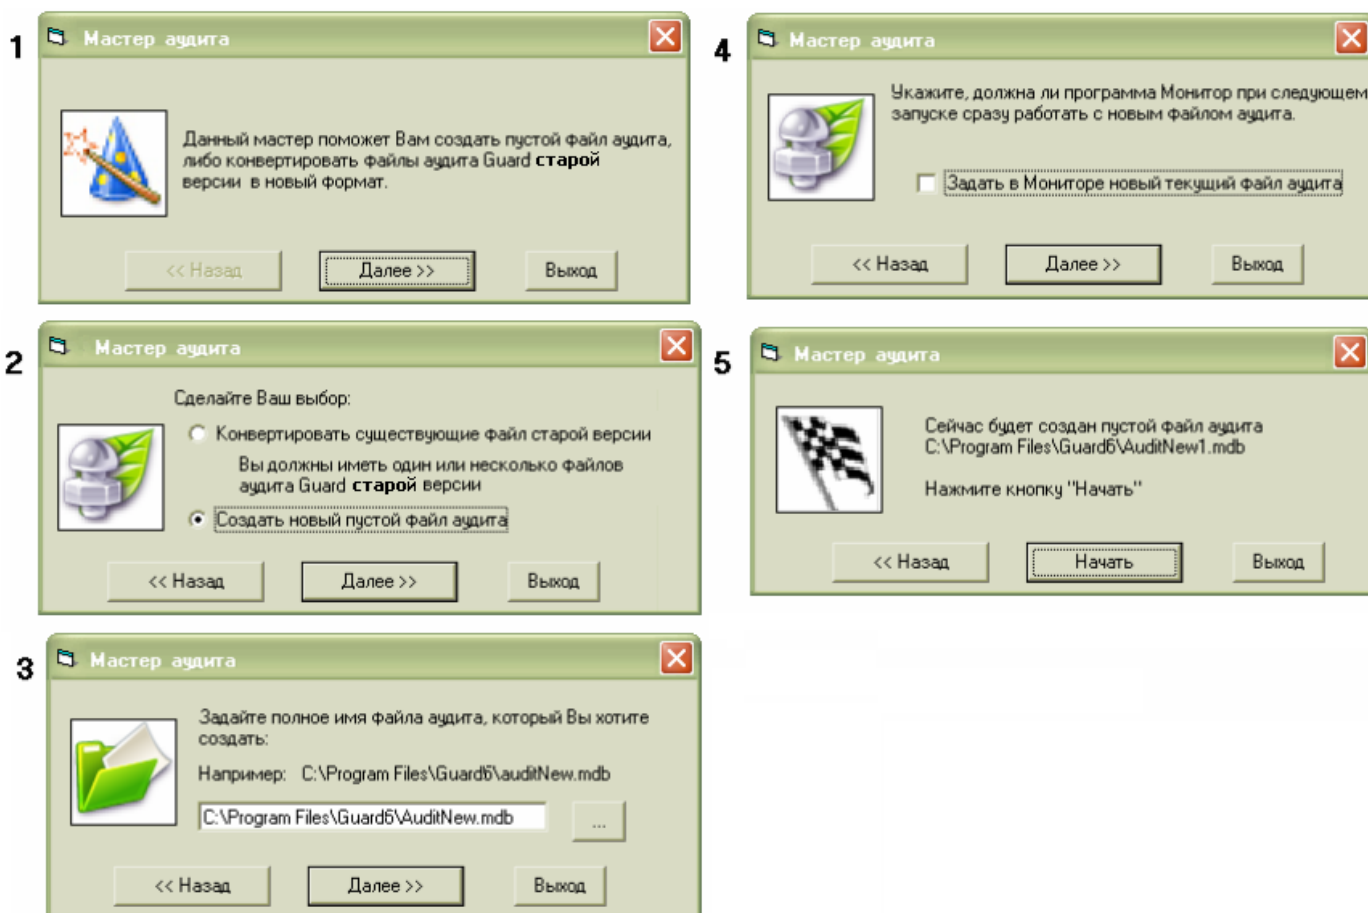 1
Мастер аудита
Данный мастер поможет Вам создать пустой файл аудита,
либо конвертировать файлы аудита Guard старой
версии в новый формат.
<< Назад
Далее >>
Выход
2
Мастер аудита
Сделайте Ваш выбор:
Конвертировать существующие файл старой версии
Вы должны иметь один или несколько файлов
аудита Guard старой версии
Создать новый пустой файл аудита
<< Назад
Далее >>
Выход
3
Мастер аудита
Задайте полное имя файла аудита, который Вы хотите
создать:
Например: C:\Program Files\Guard6\auditNew.mdb
C:\Program Files\Guard6\AuditNew.mdb
...
<< Назад
Далее >>
Выход
4
Мастер аудита
Укажите, должна ли программа Монитор при следующем
запуске сразу работать с новым файлом аудита.
Задать в Мониторе новый текущий файл аудита
<< Назад
Далее >>
Выход
5
Мастер аудита
Сейчас будет создан пустой файл аудита
C:\Program Files\Guard6\AuditNew1.mdb
Нажмите кнопку "Начать"
<< Назад
Начать
Выход